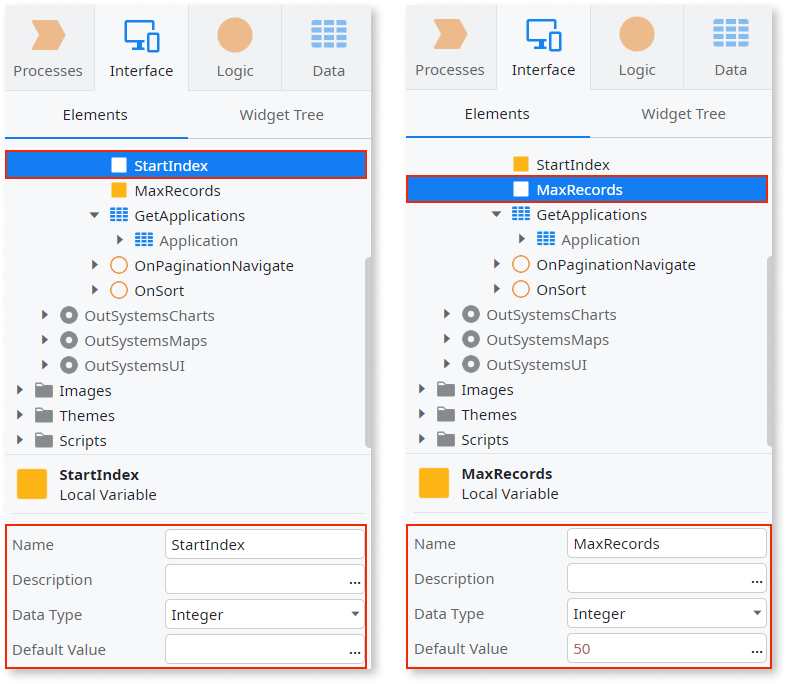 Processes
Interface
Logic
Data
Elements
Widget Tree
StartIndex
MaxRecords
GetApplications
Application
OnPaginationNavigate
OnSort
OutSystemsCharts
OutSystemsMaps
OutSystemsUI
Images
Themes
Scripts
StartIndex
Local Variable
Name StartIndex
Description ...
Data Type Integer
Default Value ...
Processes
Interface
Logic
Data
Elements
Widget Tree
StartIndex
MaxRecords
GetApplications
Application
OnPaginationNavigate
OnSort
OutSystemsCharts
OutSystemsMaps
OutSystemsUI
Images
Themes
Scripts
MaxRecords
Local Variable
Name MaxRecords
Description ...
Data Type Integer
Default Value 50 ...